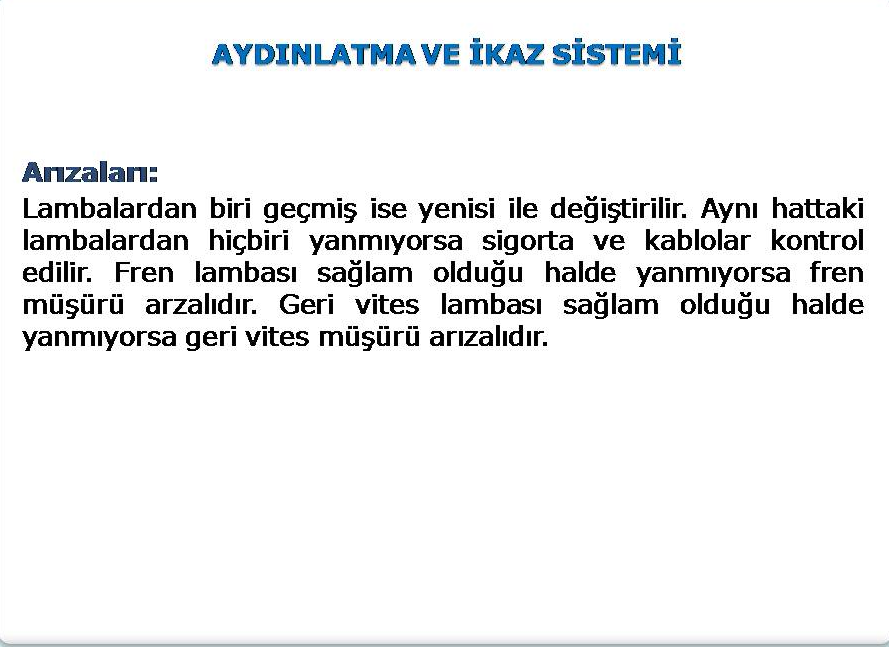 AYDINLATMA VE İKAZ SİSTEMİ
Arızaları:
Lambalardan biri geçmiş ise yenisi ile değiştirilir. Aynı hattaki
lambalardan hiçbiri yanmıyorsa sigorta ve kablolar kontrol
edilir. Fren lambası sağlam olduğu halde yanmıyorsa fren
müşürü arzalıdır. Geri vites lambası sağlam olduğu halde
yanmıyorsa geri vites müşürü arızalıdır.